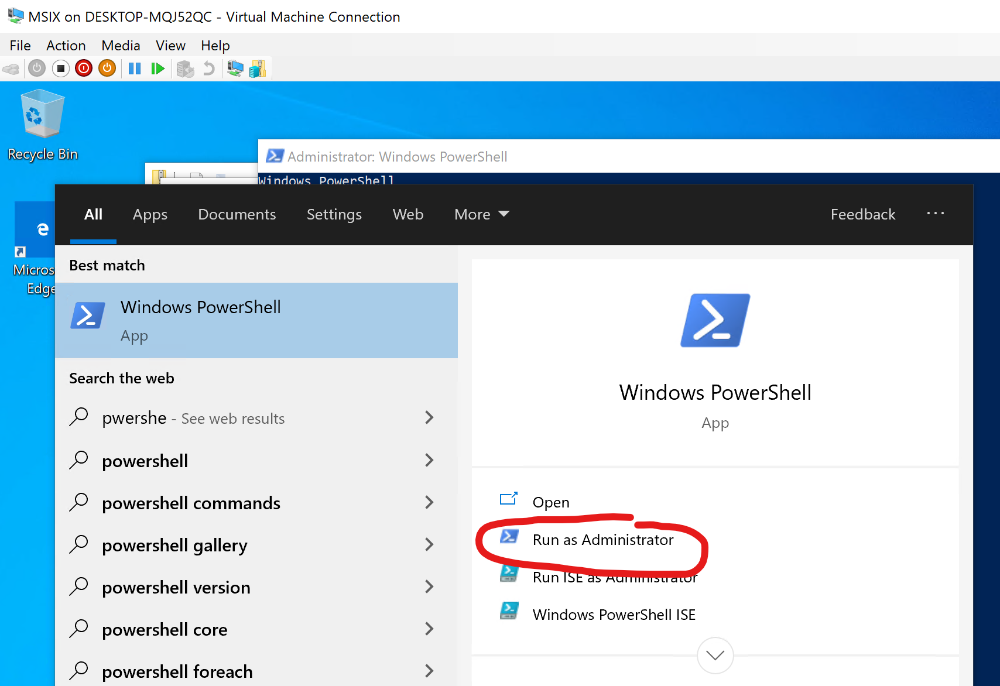 MSIX on DESKTOP-MQJ52QC - Virtual Machine Connection
File Action Media View Help
Recycle Bin
Administrator: Windows PowerShell
Windows PowerShell
All Apps Documents Settings Web More Feedback ...
Micros
Edge
Best match
Windows PowerShell
App
Search the web
pwershe - See web results
powershell
powershell commands
powershell gallery
powershell version
powershell core
powershell foreach
Windows PowerShell
App
Open
Run as Administrator
Run ISE as Administrator
Windows PowerShell ISE